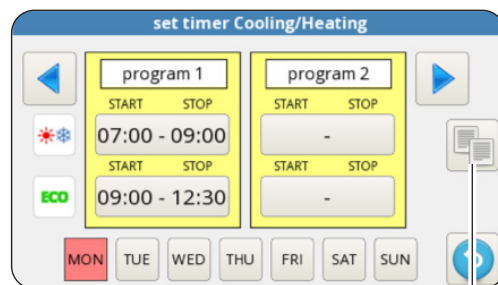 set timer Cooling/Heating
program 1 program 2
START STOP START STOP
07:00 - 09:00 -
START STOP START STOP
ECO 09:00 - 12:30 -
MON TUE WED THU FRI SAT SUN